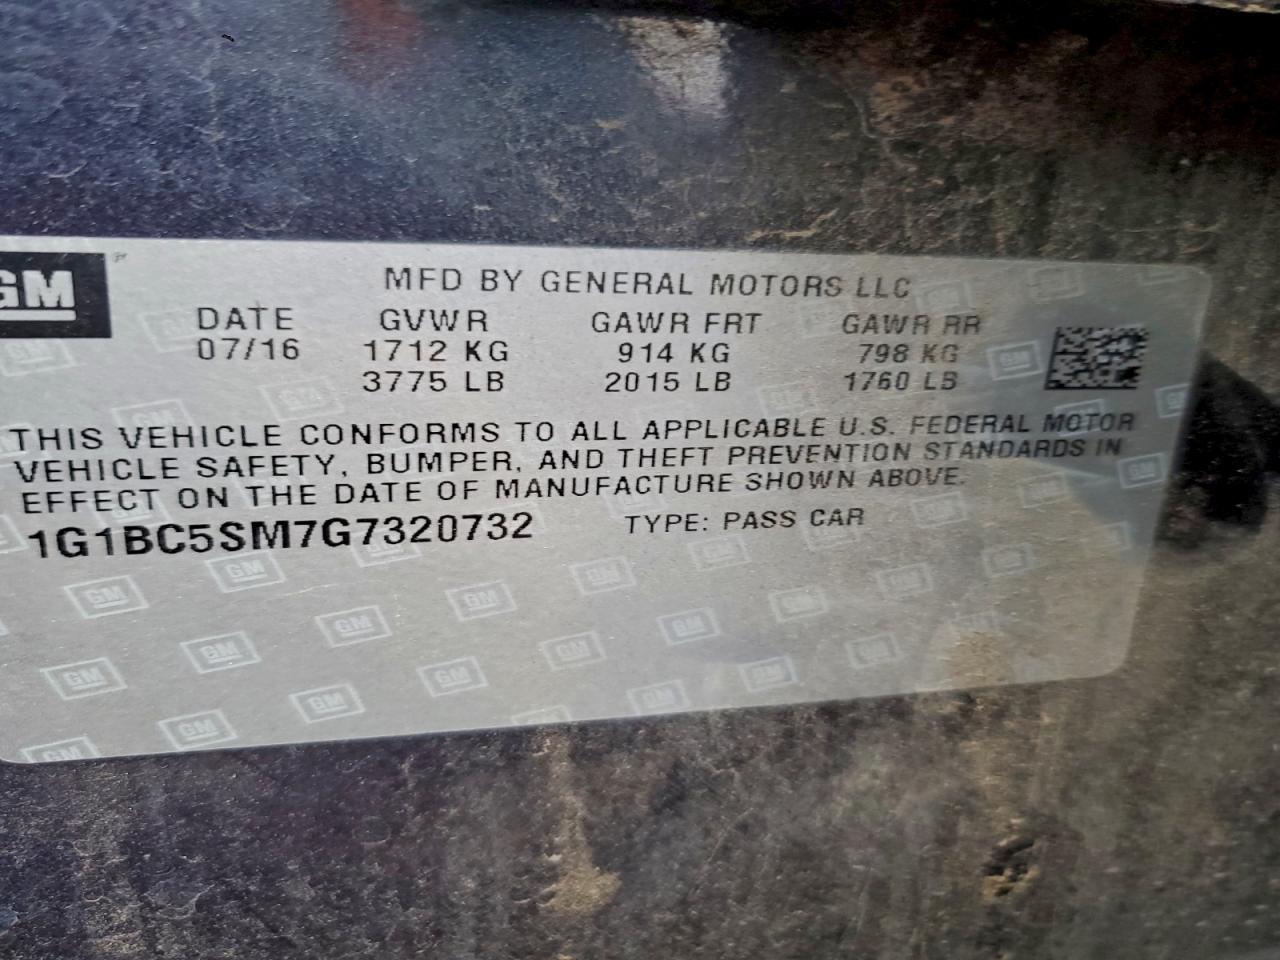 GM
MFD BY GENERAL MOTORS LLC
DATE GVWR GAWR FRT GAWR RR
07/16 1712 KG 914 KG 798 KG
3775 LB 2015 LB 1760 LB
THIS VEHICLE CONFORMS TO ALL APPLICABLE U.S. FEDERAL MOTOR
VEHICLE SAFETY, BUMPER, AND THEFT PREVENTION STANDARDS IN
EFFECT ON THE DATE OF MANUFACTURE SHOWN ABOVE.
1G1BC5SM7G7320732 TYPE: PASS CAR